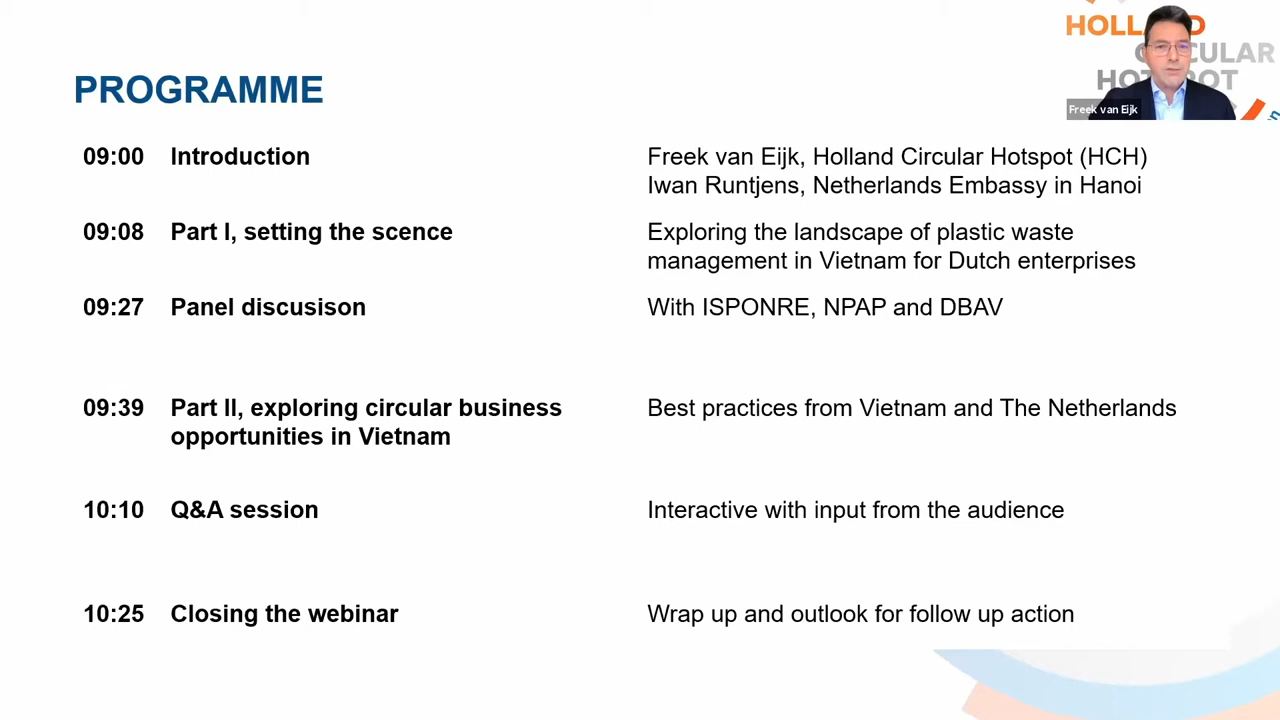 HOLLAND
CIRCULAR
HOTSPOT
Freek van Eijk
PROGRAMME
09:00 Introduction Freek van Eijk, Holland Circular Hotspot (HCH)
Iwan Runtjens, Netherlands Embassy in Hanoi
09:08 Part I, setting the scence Exploring the landscape of plastic waste
management in Vietnam for Dutch enterprises
09:27 Panel discusison With ISPONRE, NPAP and DBAV
09:39 Part II, exploring circular business Best practices from Vietnam and The Netherlands
opportunities in Vietnam
10:10 Q&A session Interactive with input from the audience
10:25 Closing the webinar Wrap up and outlook for follow up action